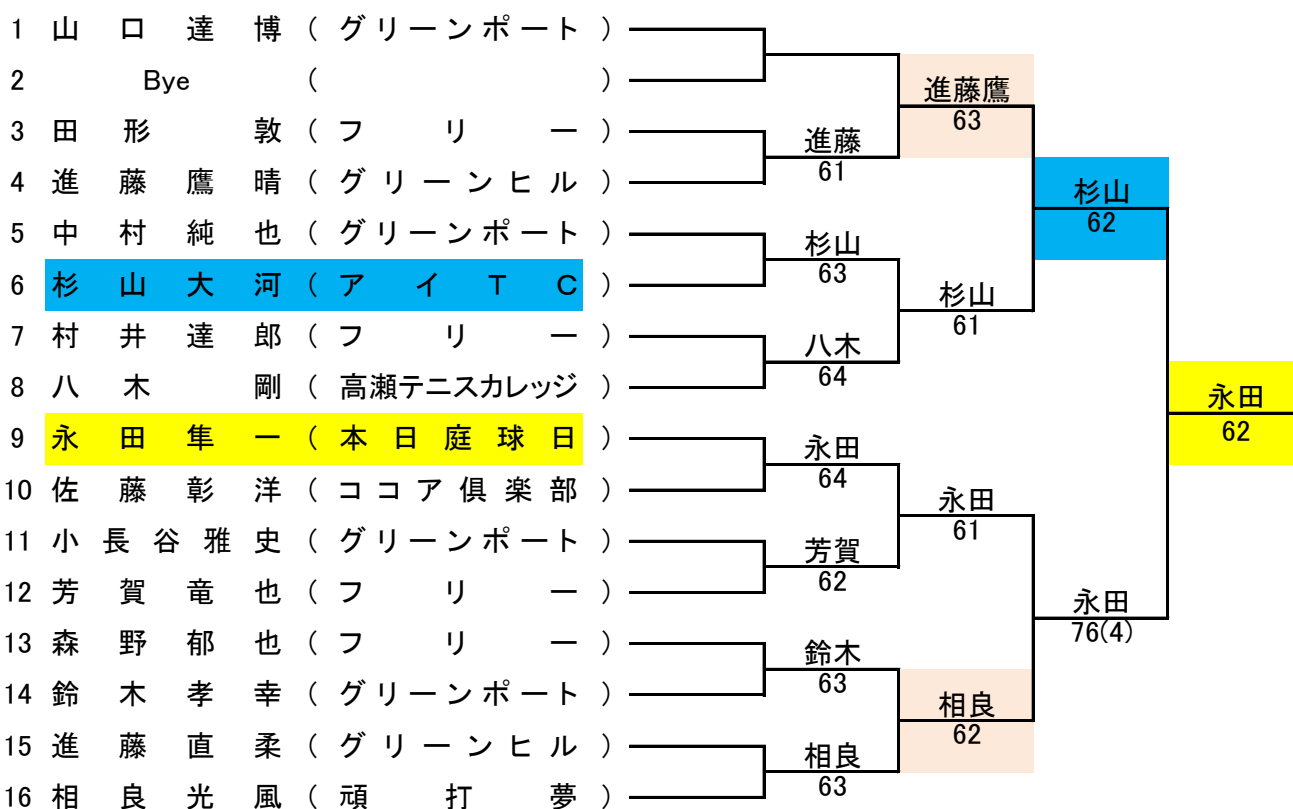 1 山口達博(グリーンポート)
2 Bye ( )
進藤鷹
63
3 田形 敦(フリー)
進藤
61
4 進藤鷹晴(グリーンヒル)
杉山
62
5 中村純也(グリーンポート)
杉山
63
6 杉山大河(アイTC)
杉山
61
7 村井達郎(フリー)
八木
64
8 八木 剛(高瀬テニスカレッジ)
永田
62
9 永田隼一(本日庭球日)
永田
64
10 佐藤彰洋(ココア倶楽部)
永田
61
11 小長谷雅史(グリーンポート)
芳賀
62
12 芳賀竜也(フリー)
永田
76(4)
13 森野郁也(フリー)
鈴木
63
14 鈴木孝幸(グリーンポート)
相良
62
15 進藤直柔(グリーンヒル)
相良
63
16 相良光風(頑打夢)